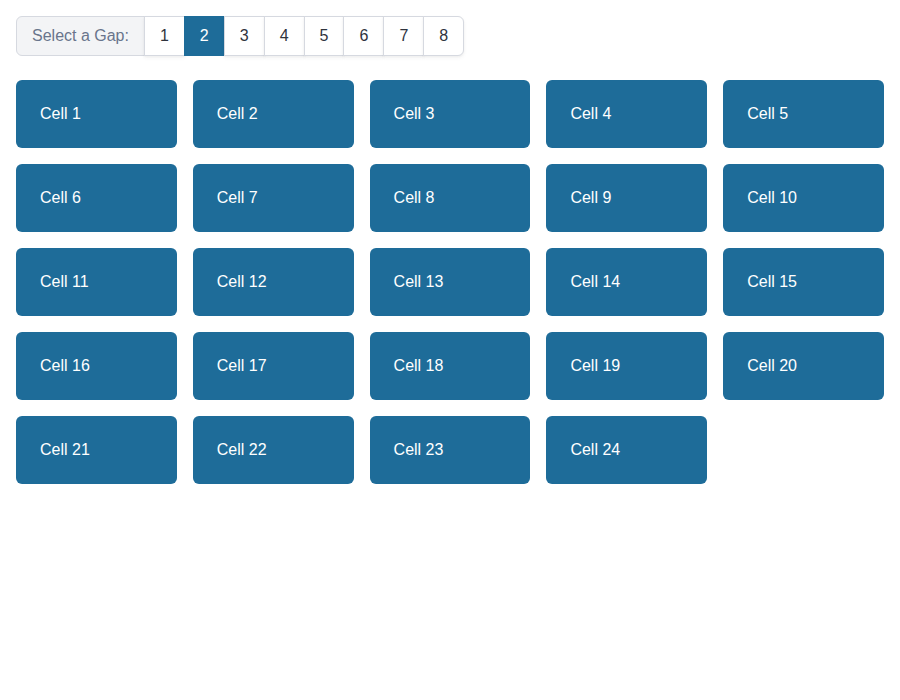 Select a Gap: 1 2 3 4 5 6 7 8
Cell 1 Cell 2 Cell 3 Cell 4 Cell 5
Cell 6 Cell 7 Cell 8 Cell 9 Cell 10
Cell 11 Cell 12 Cell 13 Cell 14 Cell 15
Cell 16 Cell 17 Cell 18 Cell 19 Cell 20
Cell 21 Cell 22 Cell 23 Cell 24